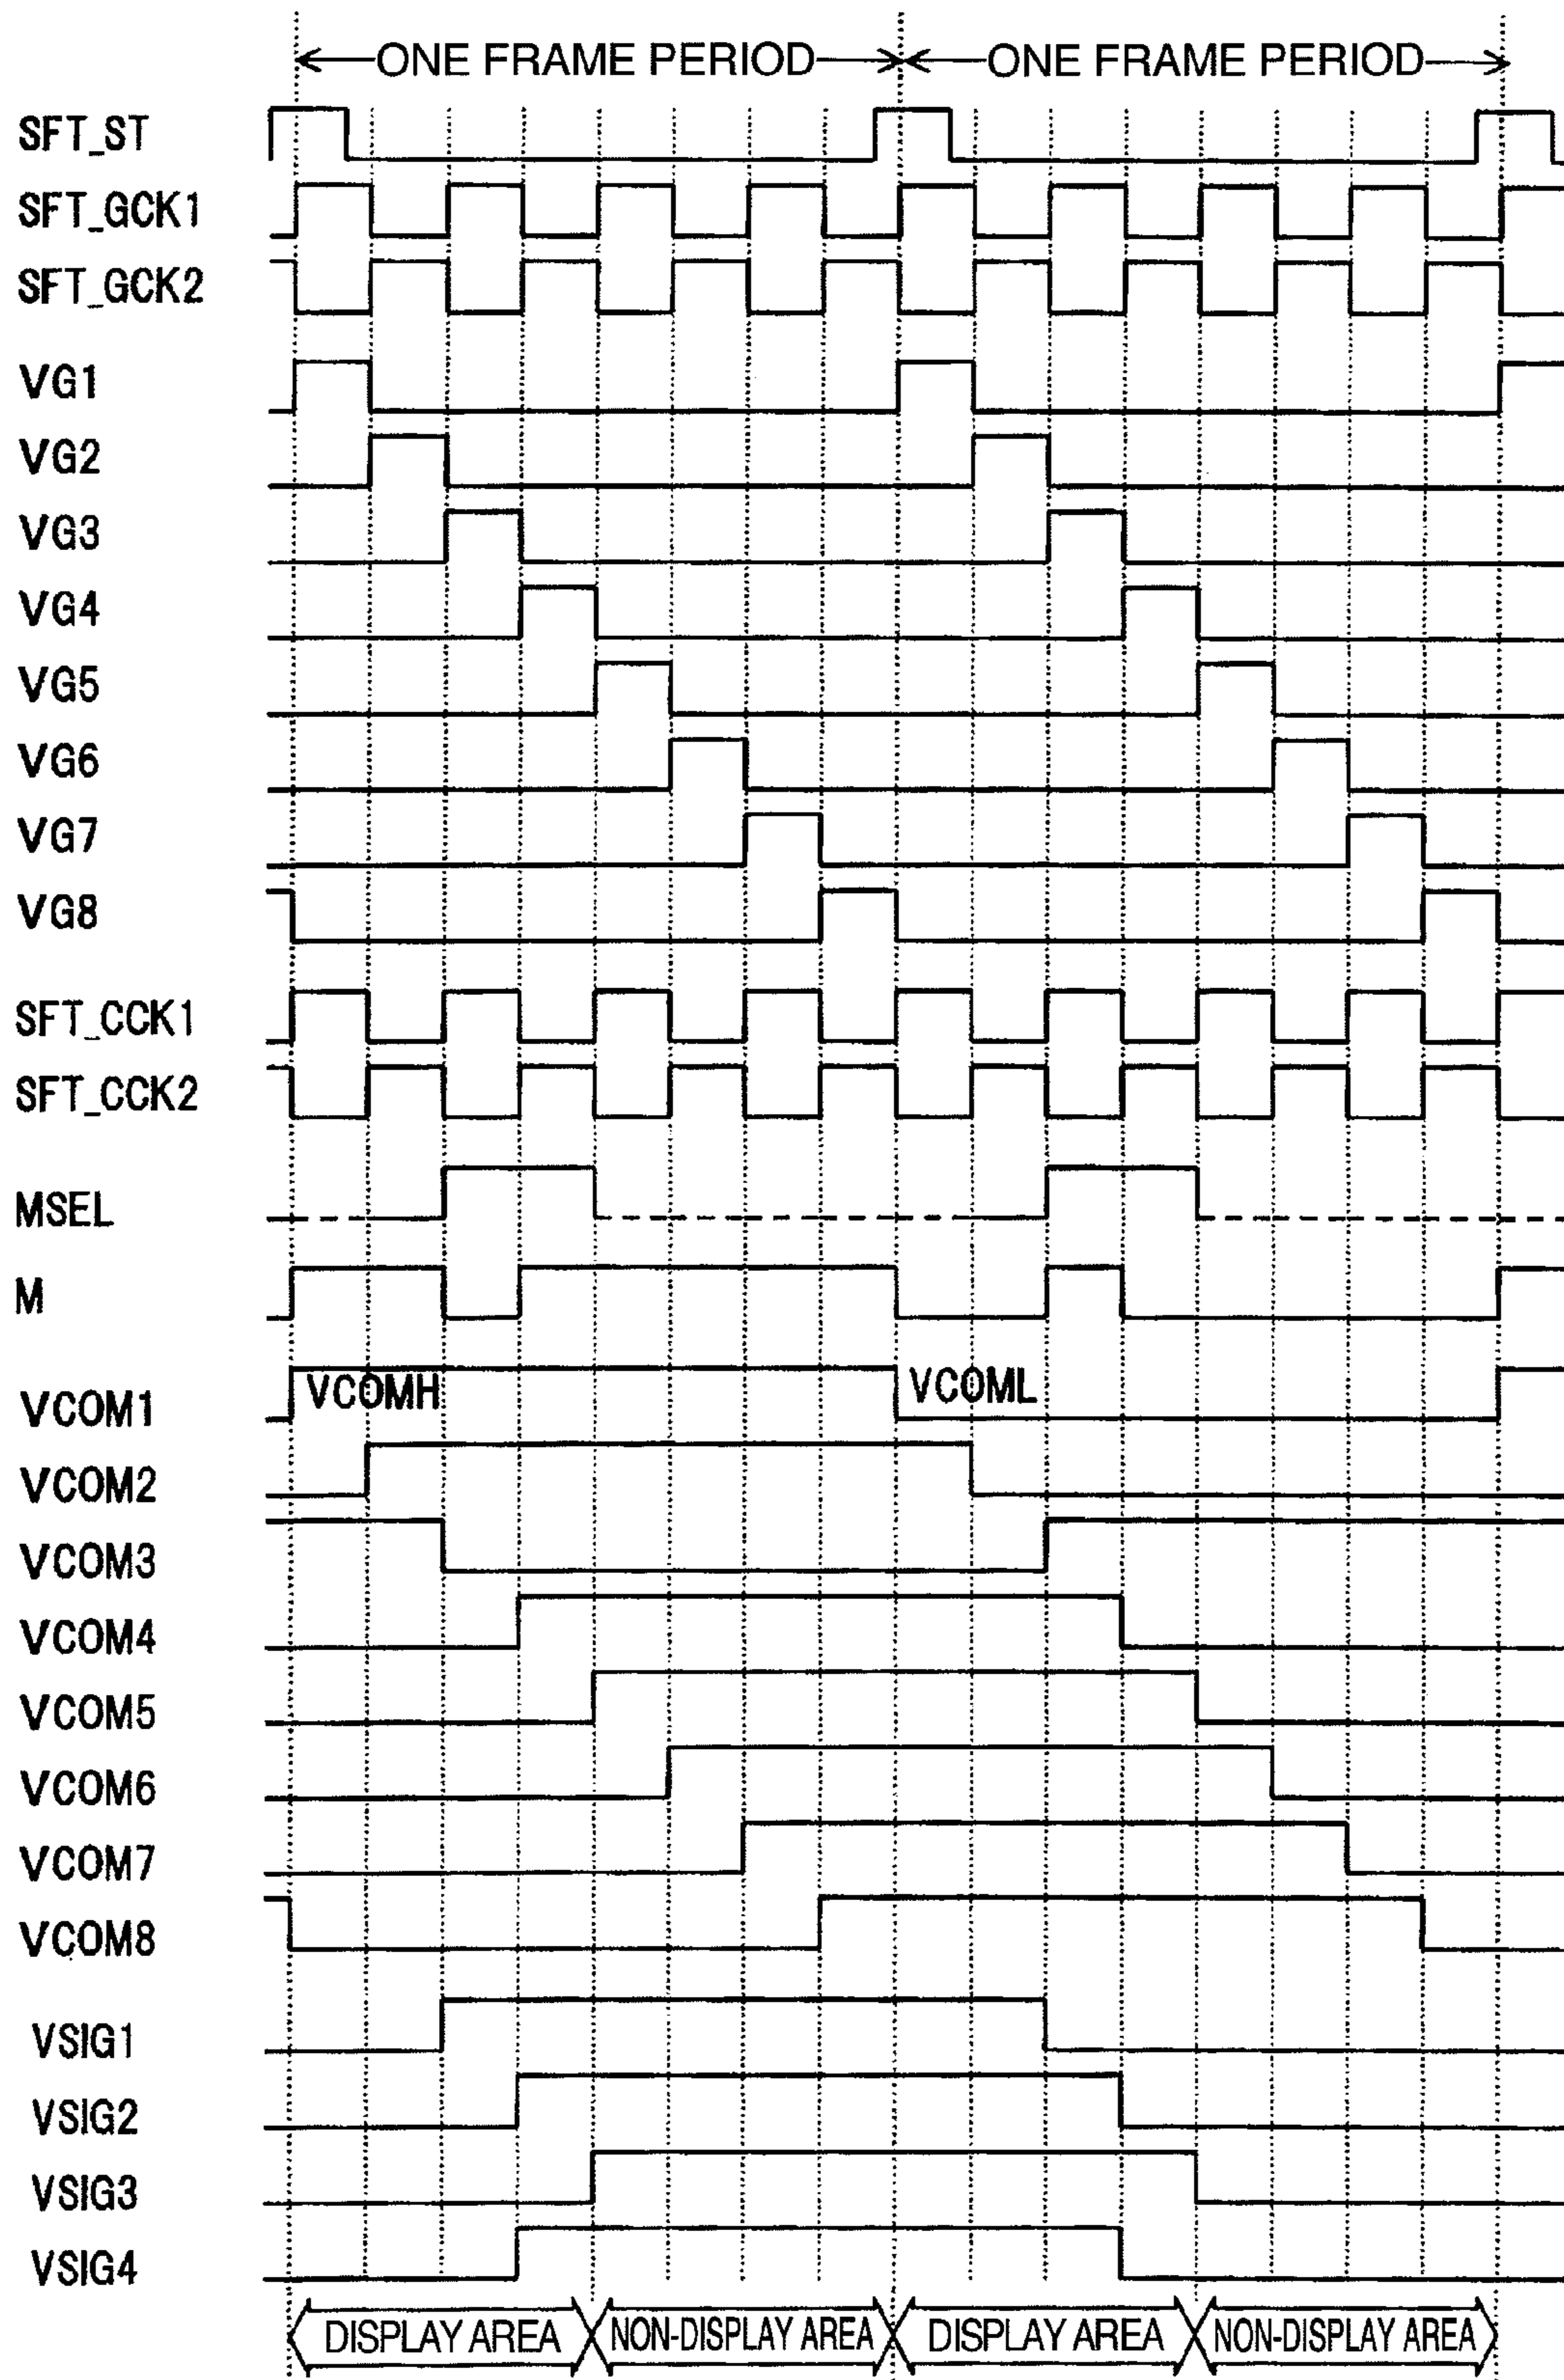 ONE FRAME PERIOD ONE FRAME PERIOD
SFT_ST
SFT_GCK1
SFT_GCK2
VG1
VG2
VG3
VG4
VG5
VG6
VG7
VG8
SFT_CCK1
SFT_CCK2
MSEL
M
VCOM1 VCOMH VCOML
VCOM2
VCOM3
VCOM4
VCOM5
VCOM6
VCOM7
VCOM8
VSIG1
VSIG2
VSIG3
VSIG4
DISPLAY AREA NON-DISPLAY AREA DISPLAY AREA NON-DISPLAY AREA